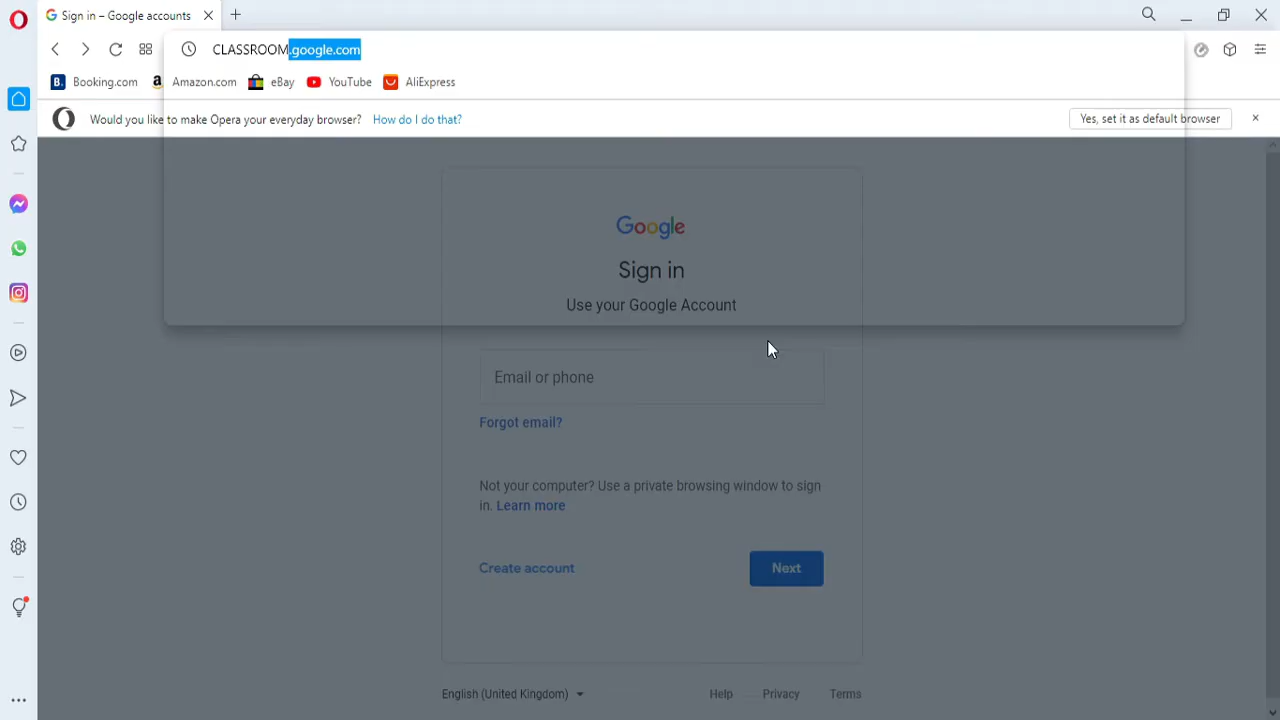 Sign in – Google accounts
CLASSROOM.google.com
Booking.com
Amazon.com
eBay
YouTube
AliExpress
Would you like to make Opera your everyday browser? How do I do that?
Yes, set it as default browser
Google
Sign in
Use your Google Account
Email or phone
Forgot email?
Not your computer? Use a private browsing window to sign
in. Learn more
Create account
Next
English (United Kingdom)
Help
Privacy
Terms